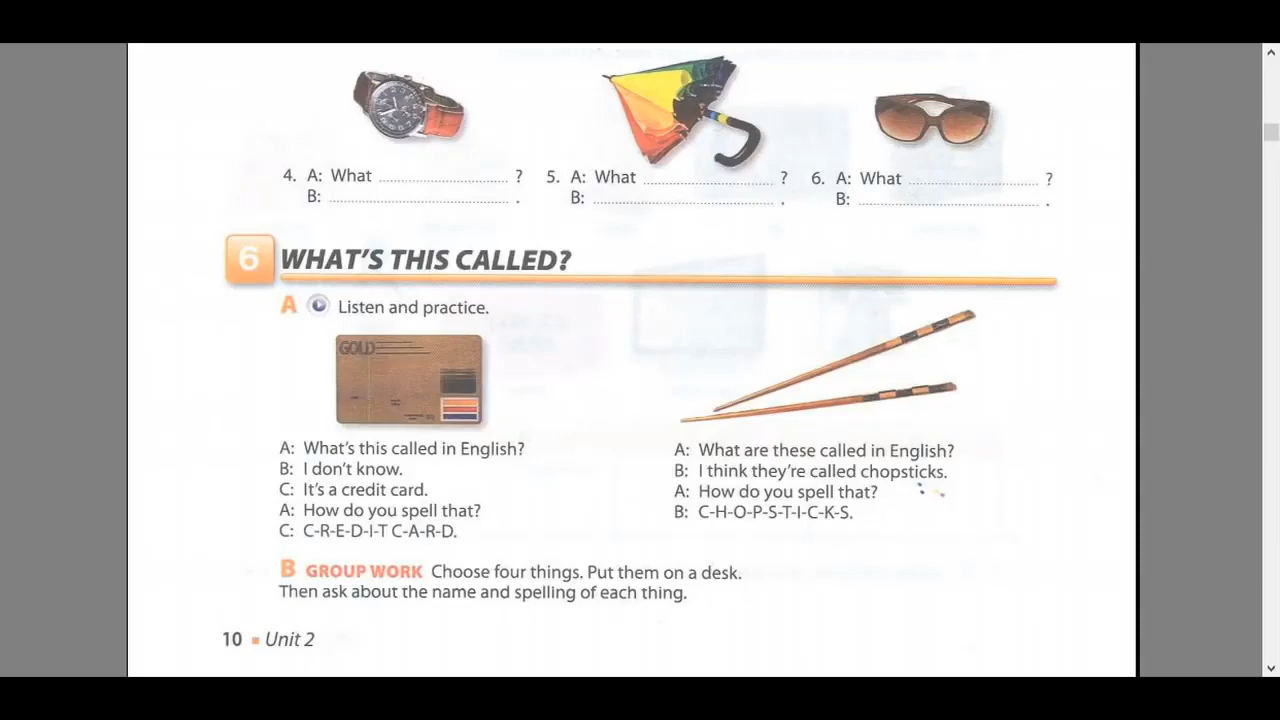 4. A: What ............ ?
B: ............ .
5. A: What ............ ?
B: ............ .
6. A: What ............ ?
B: ............ .
6 WHAT'S THIS CALLED?
A Listen and practice.
GOLD
A: What's this called in English?
B: I don't know.
C: It's a credit card.
A: How do you spell that?
C: C-R-E-D-I-T C-A-R-D.
A: What are these called in English?
B: I think they're called chopsticks.
A: How do you spell that?
B: C-H-O-P-S-T-I-C-K-S.
B GROUP WORK Choose four things. Put them on a desk.
Then ask about the name and spelling of each thing.
10 ▪ Unit 2